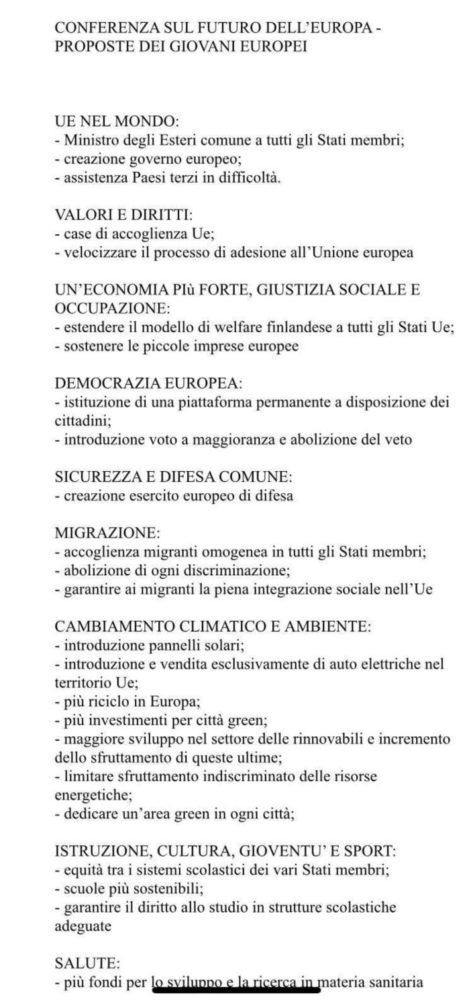 CONFERENZA SUL FUTURO DELL’EUROPA -
PROPOSTE DEI GIOVANI EUROPEI
UE NEL MONDO:
- Ministro degli Esteri comune a tutti gli Stati membri;
- creazione governo europeo;
- assistenza Paesi terzi in difficoltà.
VALORI E DIRITTI:
- case di accoglienza Ue;
- velocizzare il processo di adesione all’Unione europea
UN’ECONOMIA PIù FORTE, GIUSTIZIA SOCIALE E
OCCUPAZIONE:
- estendere il modello di welfare finlandese a tutti gli Stati Ue;
- sostenere le piccole imprese europee
DEMOCRAZIA EUROPEA:
- istituzione di una piattaforma permanente a disposizione dei
cittadini;
- introduzione voto a maggioranza e abolizione del veto
SICUREZZA E DIFESA COMUNE:
- creazione esercito europeo di difesa
MIGRAZIONE:
- accoglienza migranti omogenea in tutti gli Stati membri;
- abolizione di ogni discriminazione;
- garantire ai migranti la piena integrazione sociale nell’Ue
CAMBIAMENTO CLIMATICO E AMBIENTE:
- introduzione pannelli solari;
- introduzione e vendita esclusivamente di auto elettriche nel
territorio Ue;
- più riciclo in Europa;
- più investimenti per città green;
- maggiore sviluppo nel settore delle rinnovabili e incremento
dello sfruttamento di queste ultime;
- limitare sfruttamento indiscriminato delle risorse
energetiche;
- dedicare un’area green in ogni città;
ISTRUZIONE, CULTURA, GIOVENTU’ E SPORT:
- equità tra i sistemi scolastici dei vari Stati membri;
- scuole più sostenibili;
- garantire il diritto allo studio in strutture scolastiche
adeguate
SALUTE:
- più fondi per lo sviluppo e la ricerca in materia sanitaria